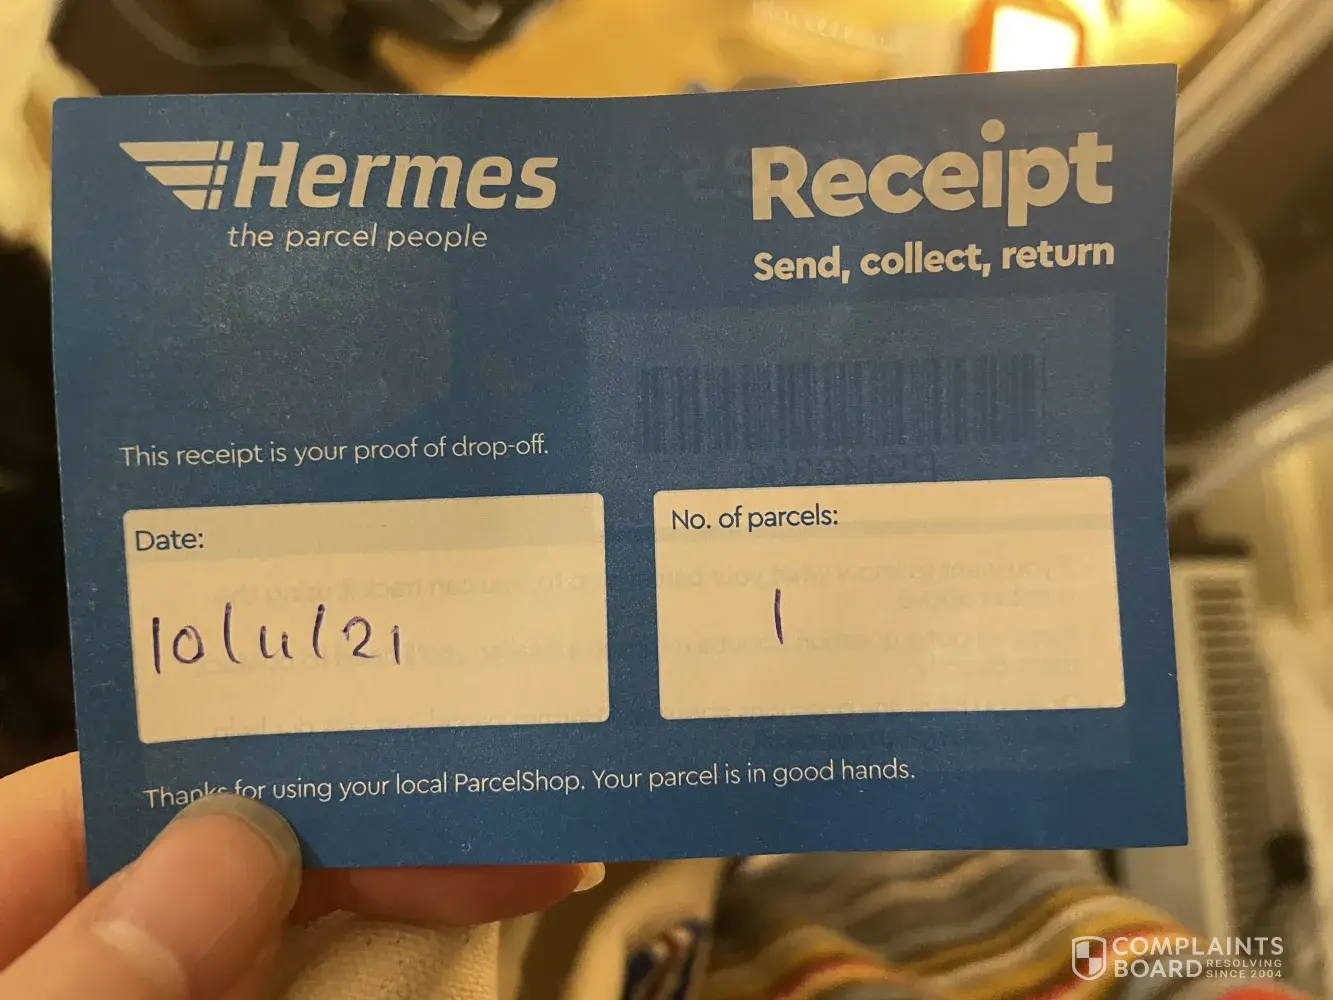 Hermes
the parcel people
Receipt
Send, collect, return
This receipt is your proof of drop-off.
Date:
10/4/21
No. of parcels:
1
Thanks for using your local ParcelShop. Your parcel is in good hands.
COMPLAINTS
BOARD RESOLVING
SINCE 2004